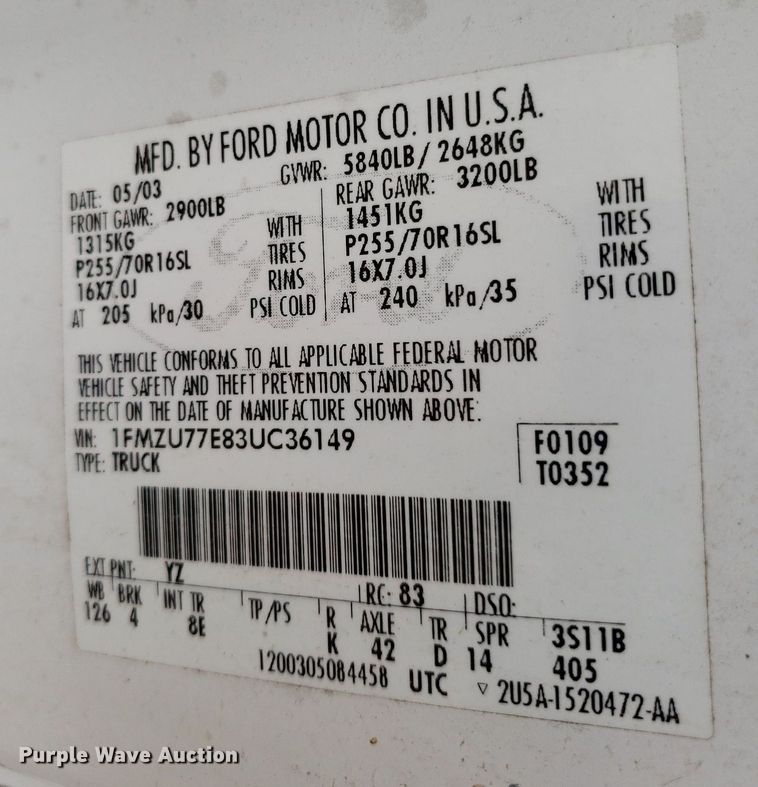 MFD. BY FORD MOTOR CO. IN U.S.A.
DATE: 05/03 GVWR: 5840LB/ 2648KG
FRONT GAWR: 2900LB REAR GAWR: 3200LB
1315KG WITH 1451KG WITH
P255/70R16SL TIRES P255/70R16SL TIRES
16X7.0J RIMS 16X7.0J RIMS
AT 205 kPa/30 PSI COLD AT 240 kPa/35 PSI COLD
Ford
THIS VEHICLE CONFORMS TO ALL APPLICABLE FEDERAL MOTOR
VEHICLE SAFETY AND THEFT PREVENTION STANDARDS IN
EFFECT ON THE DATE OF MANUFACTURE SHOWN ABOVE.
VIN: 1FMZU77E83UC36149 F0109
TYPE: TRUCK T0352
EXT PNT: YZ RC: 83 DSO:
WB BRK INT TR TP/PS R AXLE TR SPR 3S11B
126 4 8E K 42 D 14 405
1200305084458 UTC ▽ 2U5A-1520472-AA
Purple Wave Auction